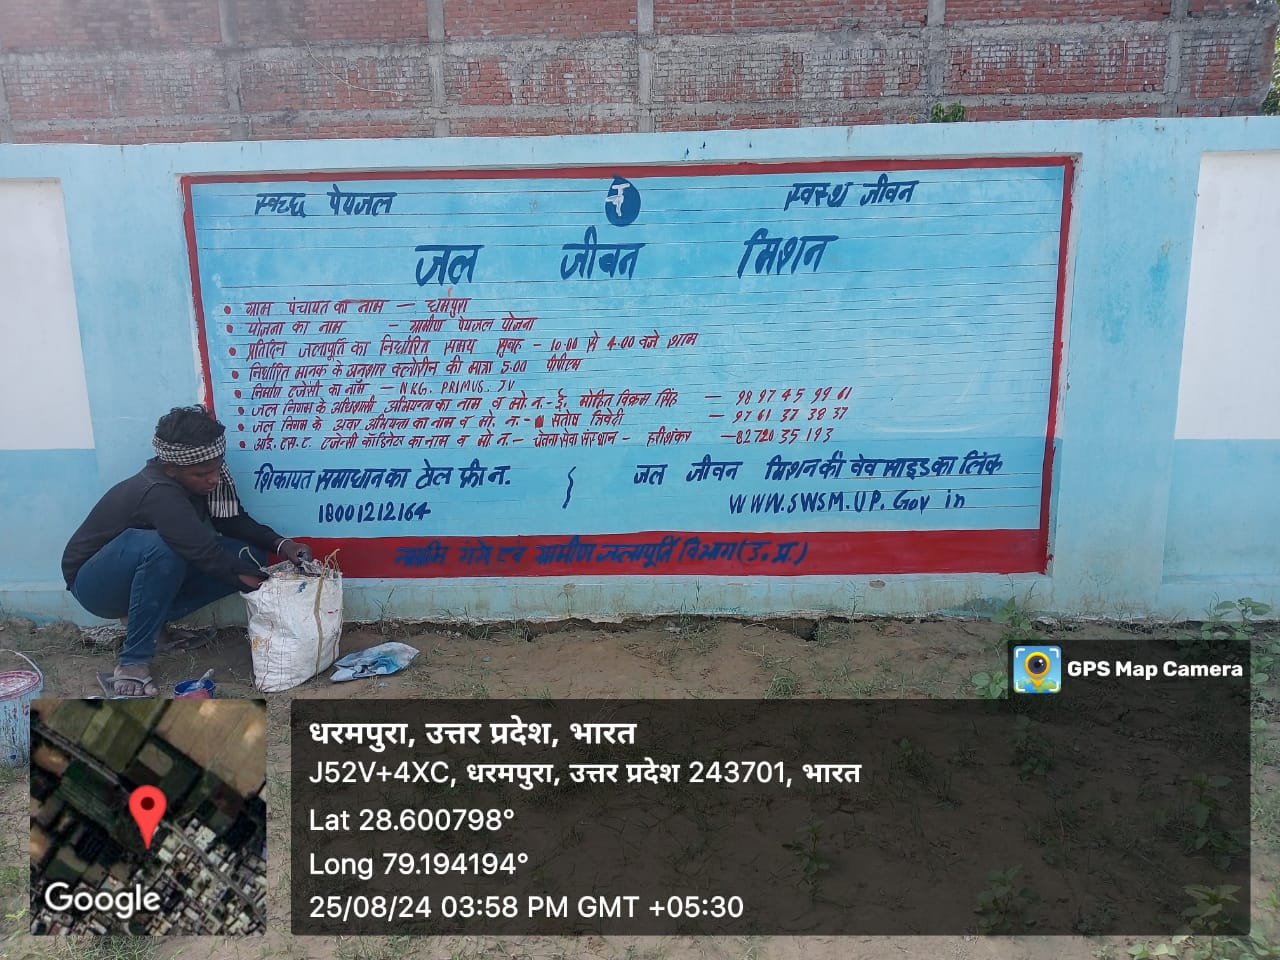 स्वच्छ पेयजल
स्वस्थ जीवन
जल जीवन मिशन
• ग्राम पंचायत का नाम — धर्मपुरा
• योजना का नाम - ग्रामीण पेयजल योजना
• प्रतिदिन जलापूर्ति का निर्धारित समय सुबह - 10.00 से 4.00 वजे शाम
• निर्धारित मानक के अनुशार क्लोरीन की मात्रा 5.00 पीपीएम
• निर्माण एजेंसी का नॉम — NKG. PRIMUS. JV
• जल निगम के अधिशासी अभियन्ता का नाम व मो. न. - ई. मोहित विक्रम सिंह — 98 97 45 99 61
• जल निगम के अवर अभियन्ता का नाम व मो. न. - संतोष त्रिवेदी — 97 61 37 38 37
• आई. एस. ए. एजेन्सी कॉडिनेटर का नाम व मो न. - चेतना सेवा संस्थान - हरीशंकर — 82720 35 193
शिकायत समाधान का टोल फ्री न.
18001212164
जल जीवन मिशन की वेव साइड का लिंक
WWW.SWSM.UP. Gov in
नमामि गंगे एवं ग्रामीण जलापूर्ति विभाग (उ. प्र.)
GPS Map Camera
धरमपुरा, उत्तर प्रदेश, भारत
J52V+4XC, धरमपुरा, उत्तर प्रदेश 243701, भारत
Lat 28.600798°
Long 79.194194°
25/08/24 03:58 PM GMT +05:30
Google